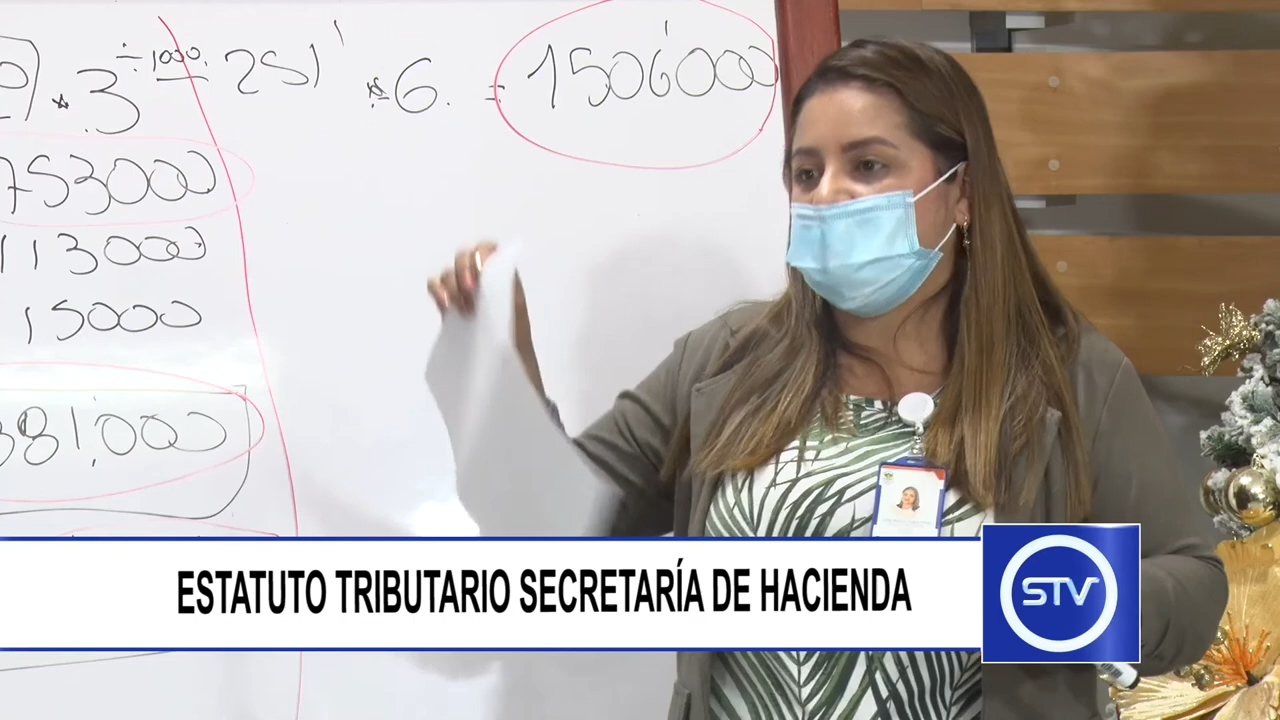 ÷ 1000. 251'
* 3 * 6. = 1506000
753000
113000
15000
381,000
ESTATUTO TRIBUTARIO SECRETARÍA DE HACIENDA
STV